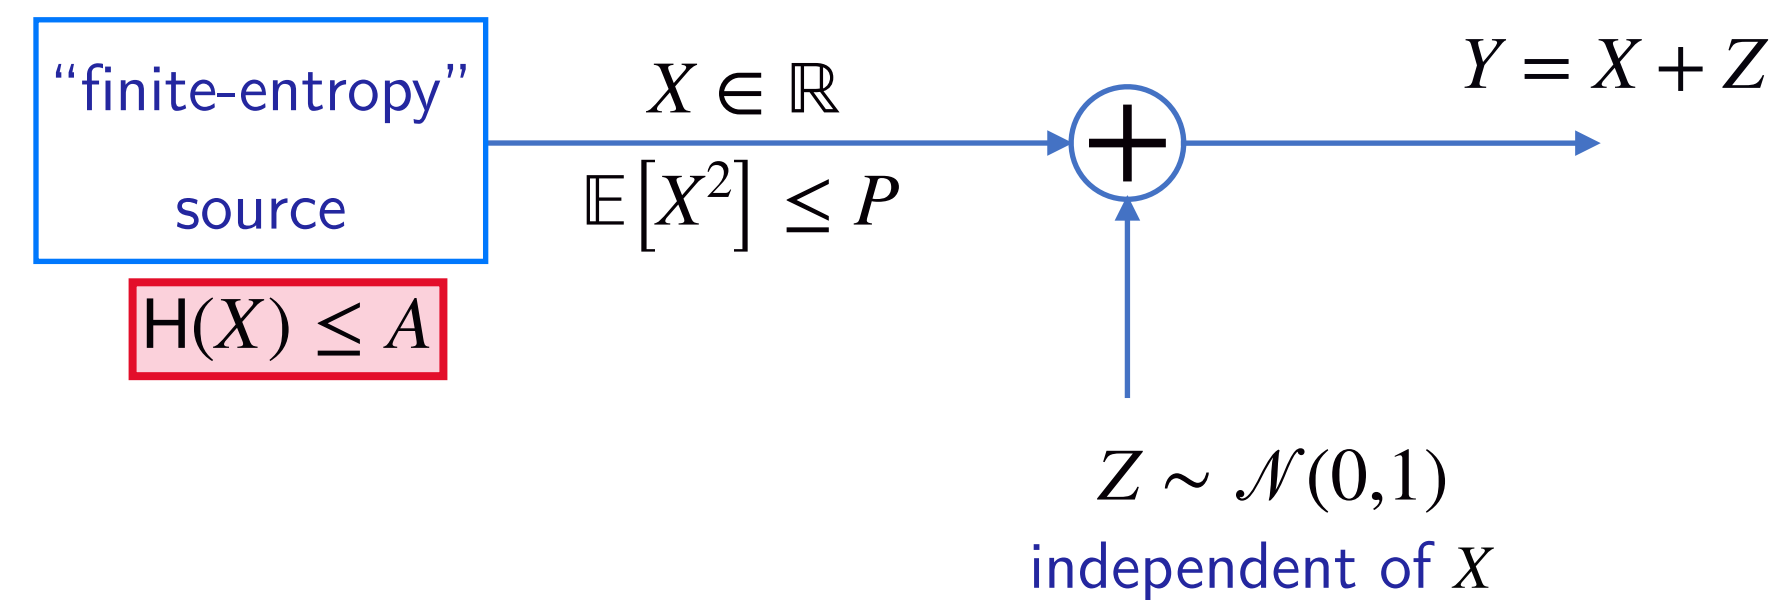 “finite-entropy”
source
H(X) ≤ A
X ∈ ℝ
𝔼[X²] ≤ P
+
Y = X + Z
Z ∼ 𝒩(0,1)
independent of X